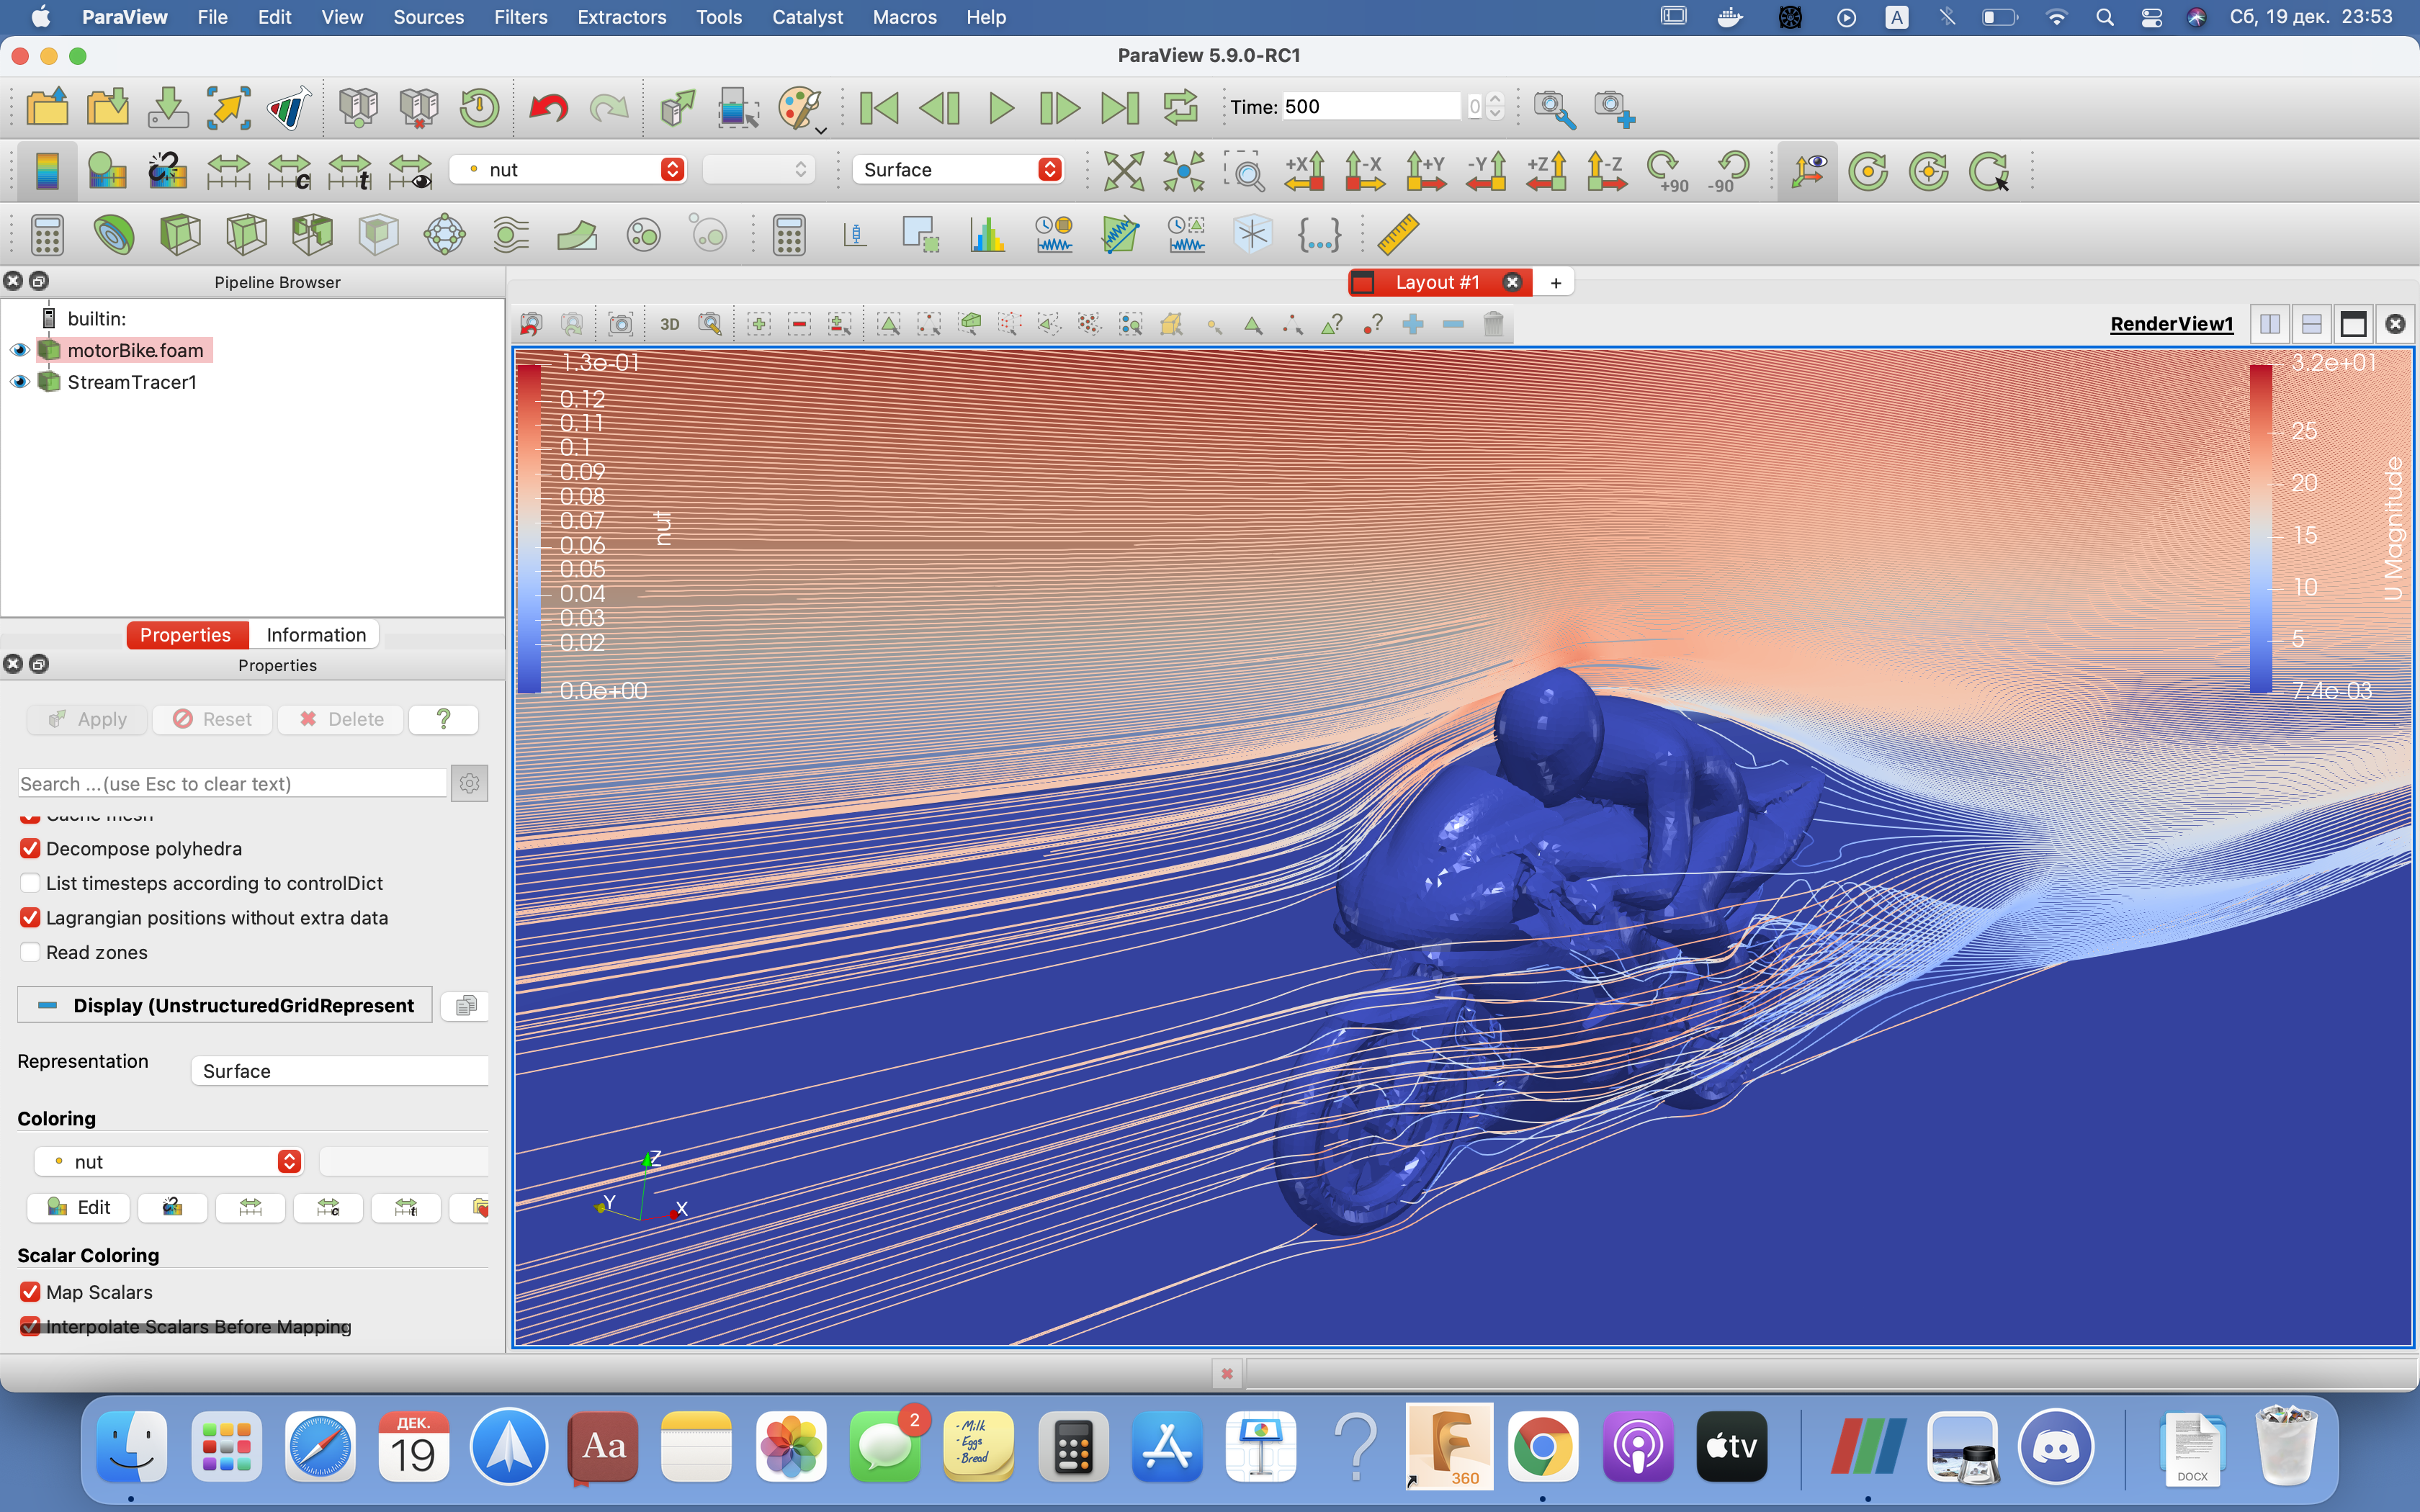 ParaView File Edit View Sources Filters Extractors Tools Catalyst Macros Help A Сб, 19 дек. 23:53
ParaView 5.9.0-RC1
Time: 500 0
c t nut Surface +X -X +Y -Y +Z -Z +90 -90
{...}
Pipeline Browser
builtin:
motorBike.foam
StreamTracer1
Properties Information
Properties
Apply Reset Delete ?
Search ...(use Esc to clear text)
Cache mesh
Decompose polyhedra
List timesteps according to controlDict
Lagrangian positions without extra data
Read zones
Display (UnstructuredGridRepresent
Representation Surface
Coloring
nut
Edit c t
Scalar Coloring
Map Scalars
Interpolate Scalars Before Mapping
Layout #1 +
3D ? ? RenderView1
1.3e-01
0.12
0.11
0.1
0.09
0.08
0.07
0.06
0.05
0.04
0.03
0.02
0.0e+00
nut
3.2e+01
25
20
15
10
5
7.4e-03
U Magnitude
Z
Y
X
ДЕК.
19
Aa
2
- Milk
- Eggs
- Bread
?
360
tv
DOCX